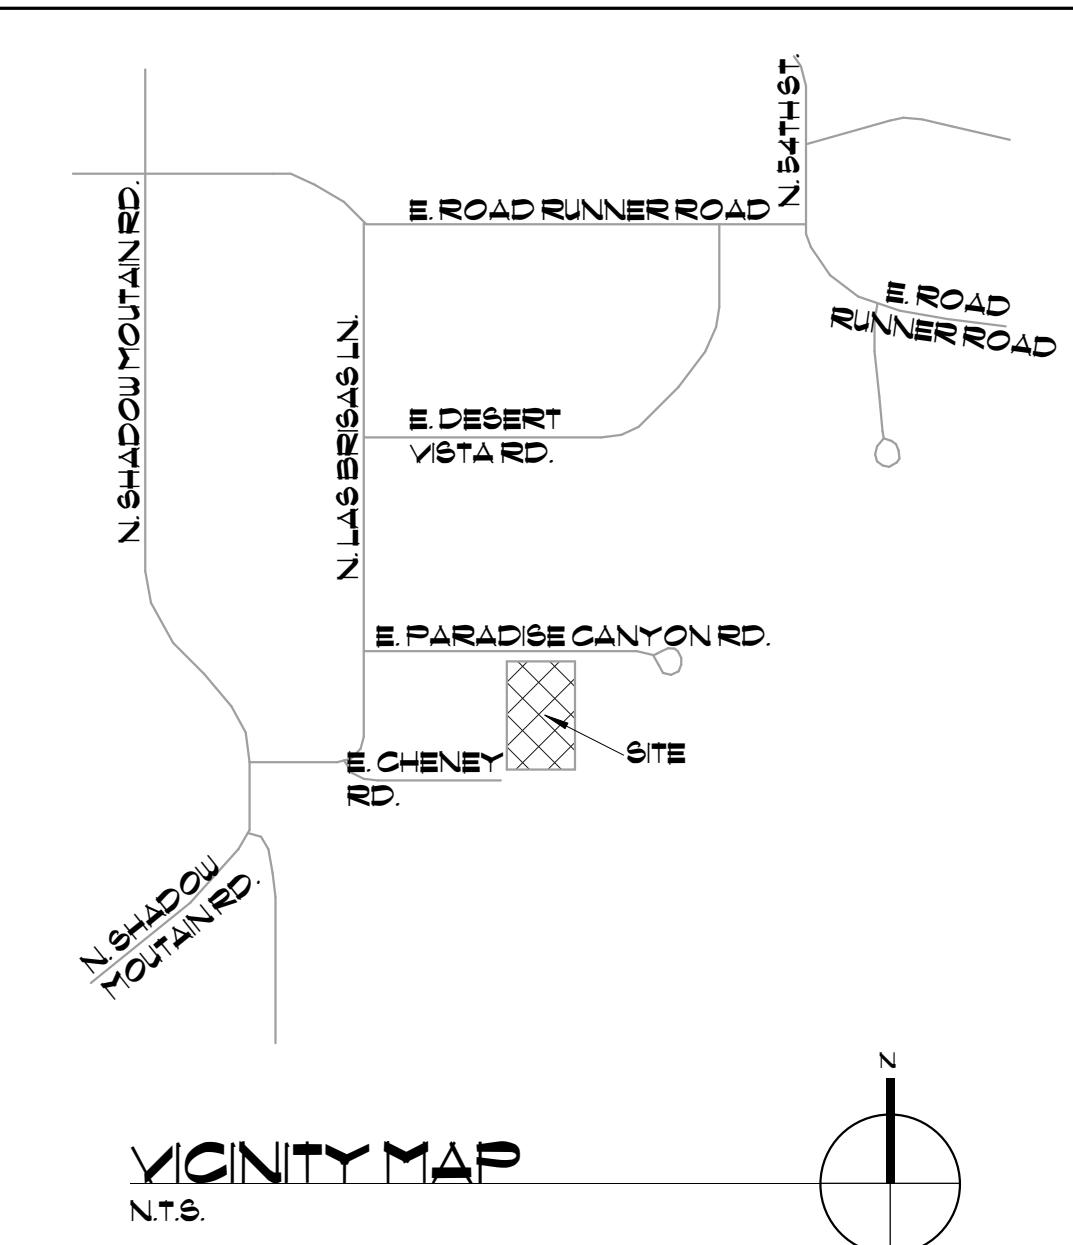 N. 54TH ST.
E. ROAD RUNNER ROAD
N. SHADOW MOUTAIN RD.
E. ROAD
RUNNER ROAD
N. LAS BRISAS LN.
E. DESERT
VISTA RD.
E. PARADISE CANYON RD.
SITE
E. CHENEY
RD.
N. SHADOW
MOUTAIN RD.
N
VICINITY MAP
N.T.S.